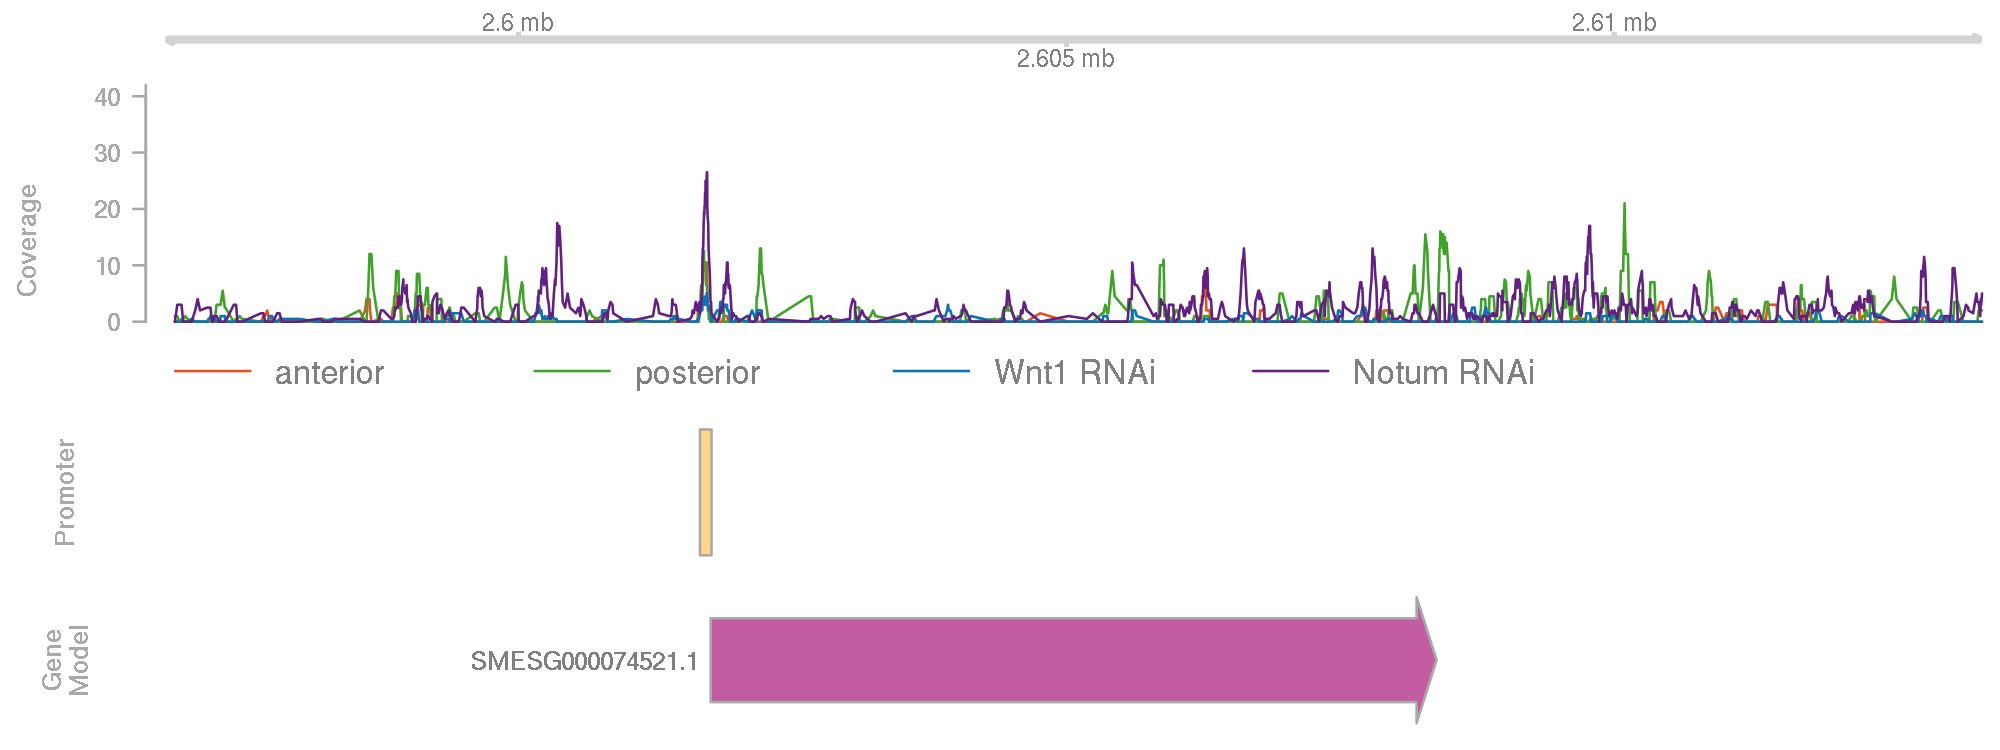 2.6 mb
2.61 mb
2.605 mb
40
30
20
10
0
Coverage
anterior
posterior
Wnt1 RNAi
Notum RNAi
Promoter
Gene
Model
SMESG000074521.1